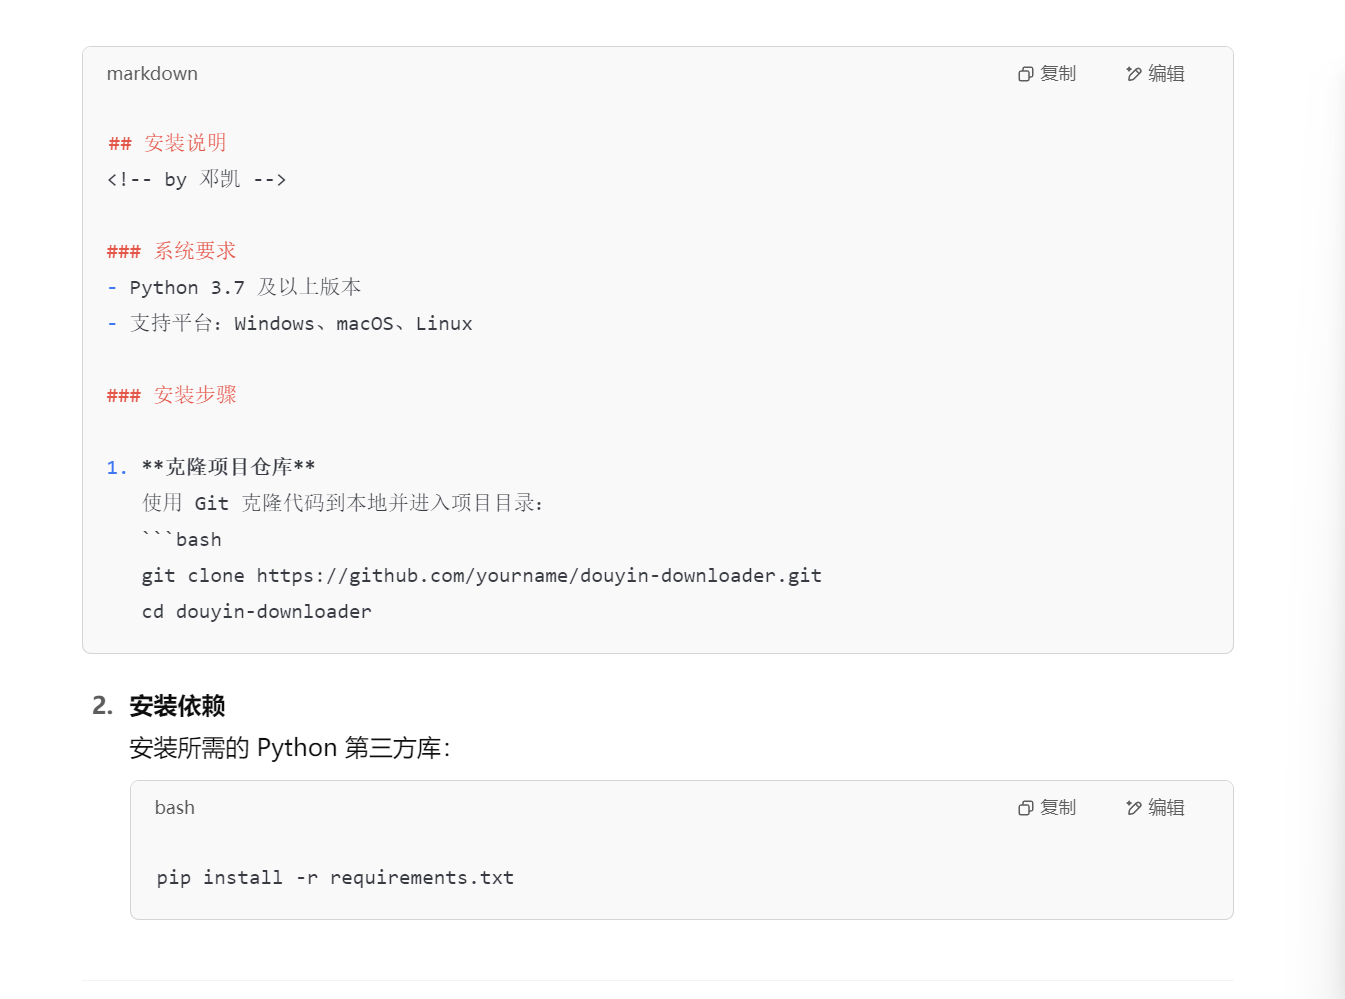 markdown 复制 编辑
## 安装说明
<!-- by 邓凯 -->
### 系统要求
- Python 3.7 及以上版本
- 支持平台：Windows、macOS、Linux
### 安装步骤
1. **克隆项目仓库**
使用 Git 克隆代码到本地并进入项目目录：
```bash
git clone https://github.com/yourname/douyin-downloader.git
cd douyin-downloader
2. 安装依赖
安装所需的 Python 第三方库：
bash 复制 编辑
pip install -r requirements.txt